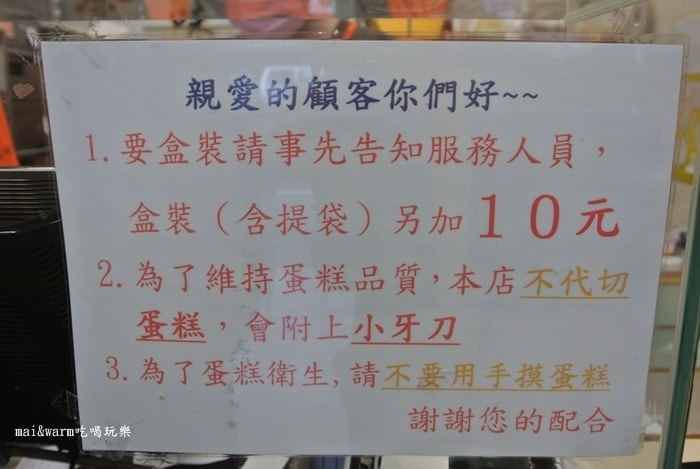 親愛的顧客你們好~~
1.要盒裝請事先告知服務人員，
盒裝（含提袋）另加10元
2.為了維持蛋糕品質,本店不代切
蛋糕，會附上小牙刀
3.為了蛋糕衛生,請不要用手摸蛋糕
謝謝您的配合
mai&warm吃喝玩樂